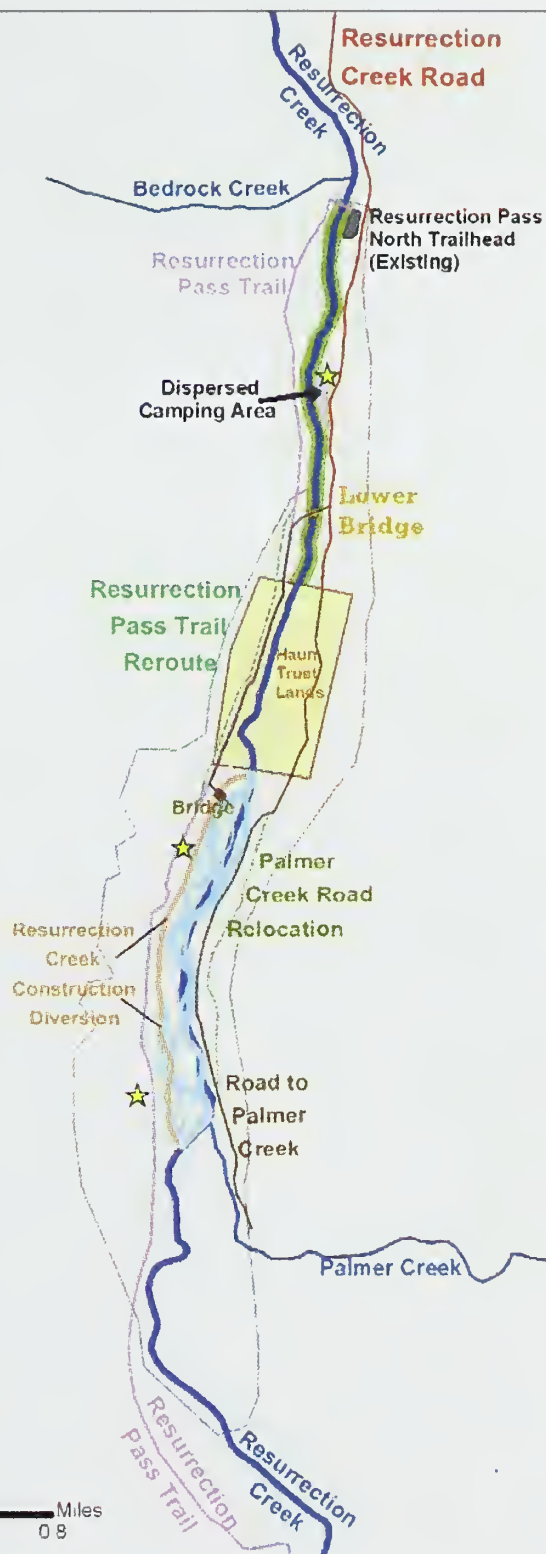 Resurrection
Creek Road
Resurrection
Creek
Bedrock Creek
Resurrection Pass
North Trailhead
(Existing)
Resurrection
Pass Trail
Dispersed
Camping Area
Lower
Bridge
Resurrection
Pass Trail
Reroute
Haun
Trust
Lands
Bridge
Palmer
Creek Road
Relocation
Resurrection
Creek
Construction
Diversion
Road to
Palmer
Creek
Palmer Creek
Resurrection
Pass Trail
Resurrection
Creek
Miles
0 8